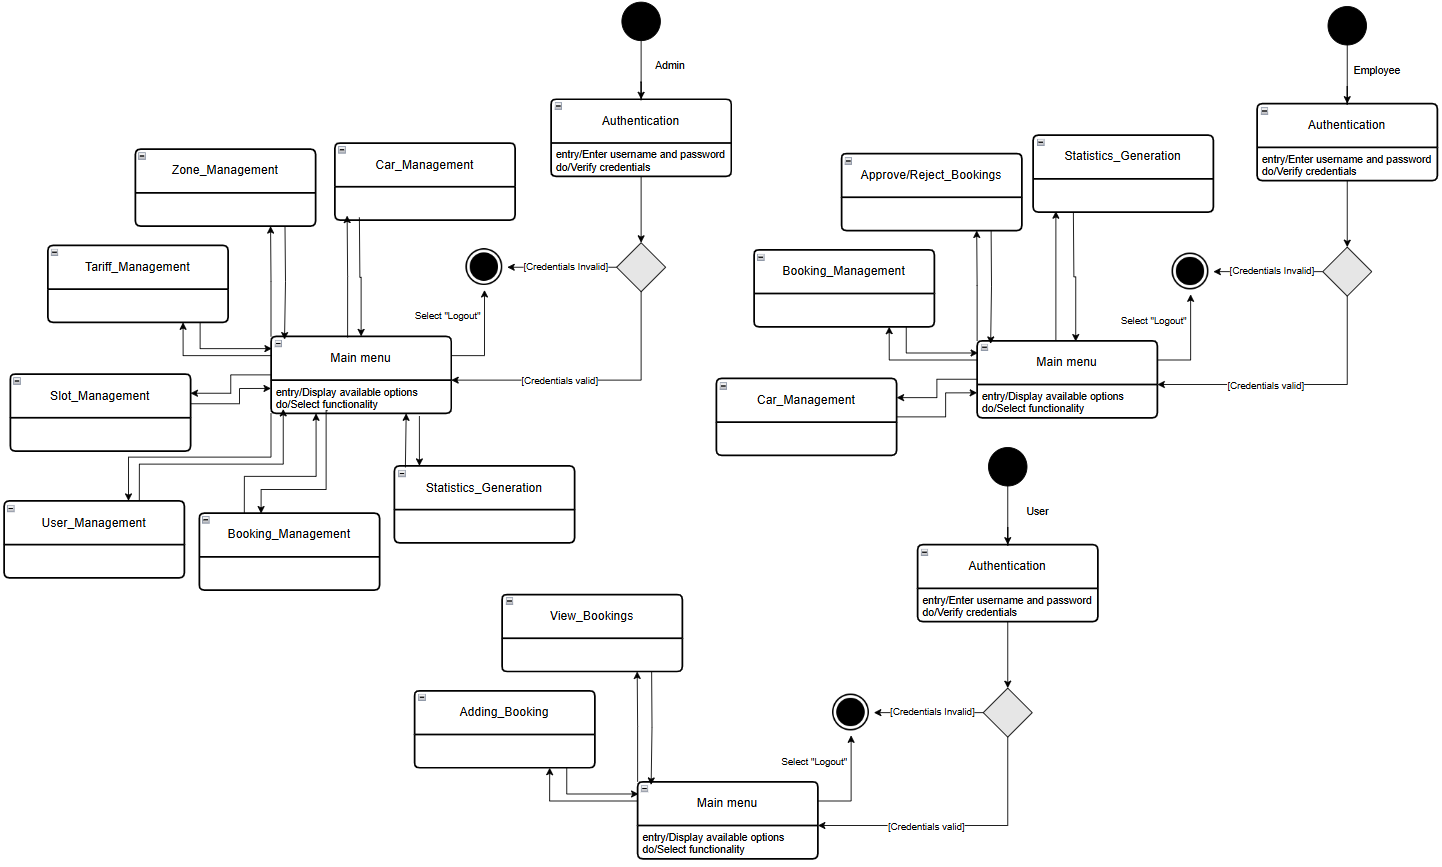 Admin
Authentication
entry/Enter username and password
do/Verify credentials
Zone_Management
Car_Management
Tariff_Management
[Credentials Invalid]
Select "Logout"
Main menu
entry/Display available options
do/Select functionality
[Credentials valid]
Slot_Management
User_Management
Booking_Management
Statistics_Generation
Employee
Authentication
entry/Enter username and password
do/Verify credentials
Statistics_Generation
Approve/Reject_Bookings
Booking_Management
[Credentials Invalid]
Select "Logout"
Main menu
entry/Display available options
do/Select functionality
[Credentials valid]
Car_Management
User
Authentication
entry/Enter username and password
do/Verify credentials
View_Bookings
Adding_Booking
[Credentials Invalid]
Select "Logout"
Main menu
entry/Display available options
do/Select functionality
[Credentials valid]